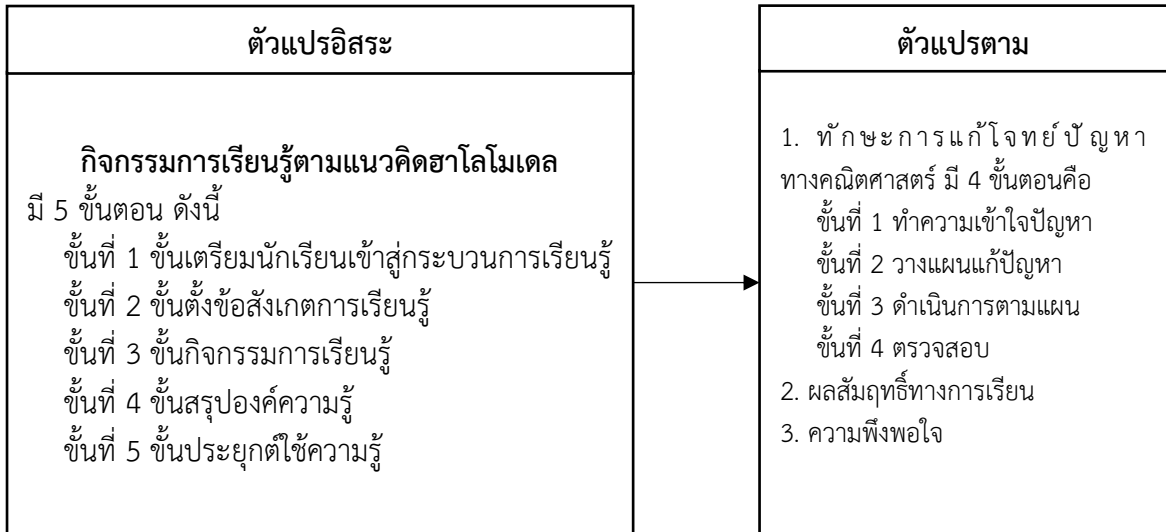 ตัวแปรอิสระ
กิจกรรมการเรียนรู้ตามแนวคิดฮาโลโมเดล
มี 5 ขั้นตอน ดังนี้
ขั้นที่ 1 ขั้นเตรียมนักเรียนเข้าสู่กระบวนการเรียนรู้
ขั้นที่ 2 ขั้นตั้งข้อสังเกตการเรียนรู้
ขั้นที่ 3 ขั้นกิจกรรมการเรียนรู้
ขั้นที่ 4 ขั้นสรุปองค์ความรู้
ขั้นที่ 5 ขั้นประยุกต์ใช้ความรู้
ตัวแปรตาม
1. ทักษะการแก้โจทย์ปัญหา
ทางคณิตศาสตร์ มี 4 ขั้นตอนคือ
ขั้นที่ 1 ทำความเข้าใจปัญหา
ขั้นที่ 2 วางแผนแก้ปัญหา
ขั้นที่ 3 ดำเนินการตามแผน
ขั้นที่ 4 ตรวจสอบ
2. ผลสัมฤทธิ์ทางการเรียน
3. ความพึงพอใจ